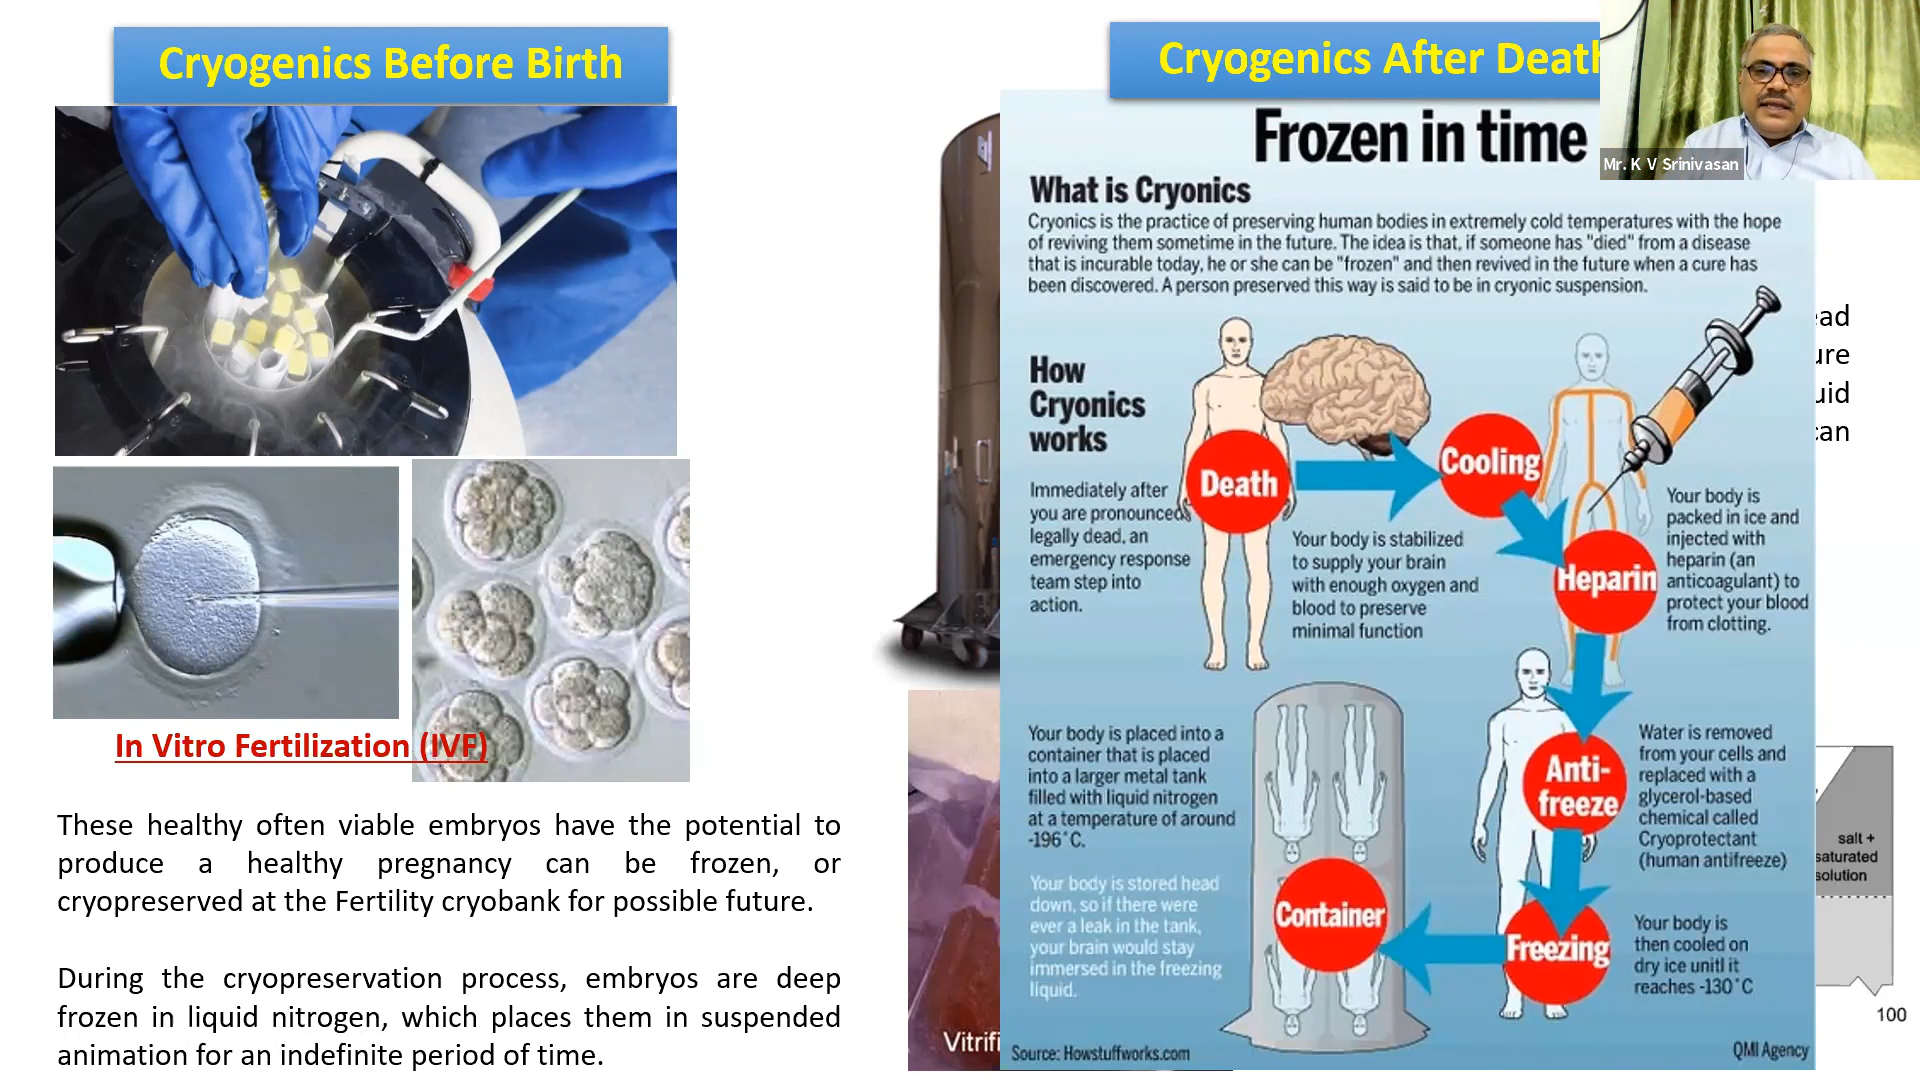 Cryogenics Before Birth
In Vitro Fertilization (IVF)
These healthy often viable embryos have the potential to
produce a healthy pregnancy can be frozen, or
cryopreserved at the Fertility cryobank for possible future.
During the cryopreservation process, embryos are deep
frozen in liquid nitrogen, which places them in suspended
animation for an indefinite period of time.
Cryogenics After Death
Mr. K V Srinivasan
Frozen in time
What is Cryonics
Cryonics is the practice of preserving human bodies in extremely cold temperatures with the hope
of reviving them sometime in the future. The idea is that, if someone has "died" from a disease
that is incurable today, he or she can be "frozen" and then revived in the future when a cure has
been discovered. A person preserved this way is said to be in cryonic suspension.
How
Cryonics
works
Immediately after
you are pronounced
legally dead, an
emergency response
team step into
action.
Death
Your body is stabilized
to supply your brain
with enough oxygen and
blood to preserve
minimal function
Cooling
Heparin
Your body is
packed in ice and
injected with
heparin (an
anticoagulant) to
protect your blood
from clotting.
Anti-
freeze
Water is removed
from your cells and
replaced with a
glycerol-based
chemical called
Cryoprotectant
(human antifreeze)
Freezing
Your body is
then cooled on
dry ice unitl it
reaches -130°C
Container
Your body is placed into a
container that is placed
into a larger metal tank
filled with liquid nitrogen
at a temperature of around
-196°C.
Your body is stored head
down, so if there were
ever a leak in the tank,
your brain would stay
immersed in the freezing
liquid.
Source: Howstuffworks.com
QMI Agency
can
salt +
saturated
solution
100